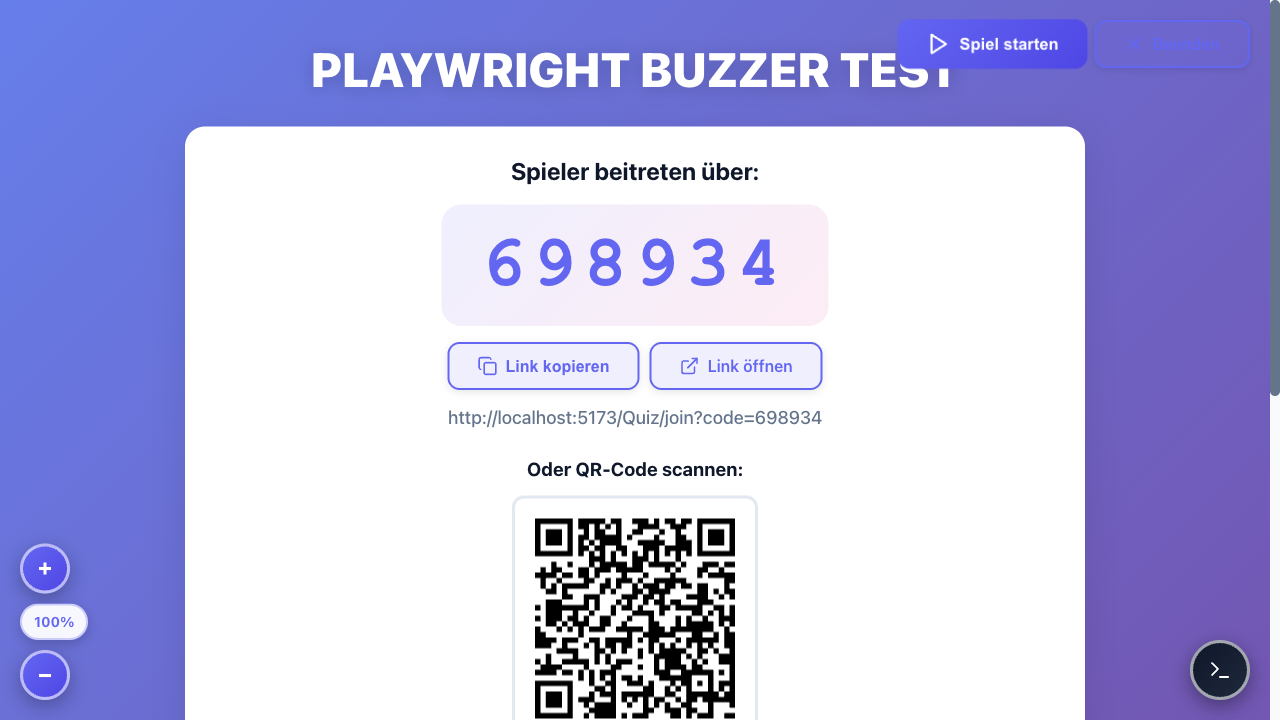 Spiel starten
PLAYWRIGHT BUZZER TEST
Spieler beitreten über:
698934
Link kopieren
Link öffnen
http://localhost:5173/Quiz/join?code=698934
Oder QR-Code scannen:
+
100%
−